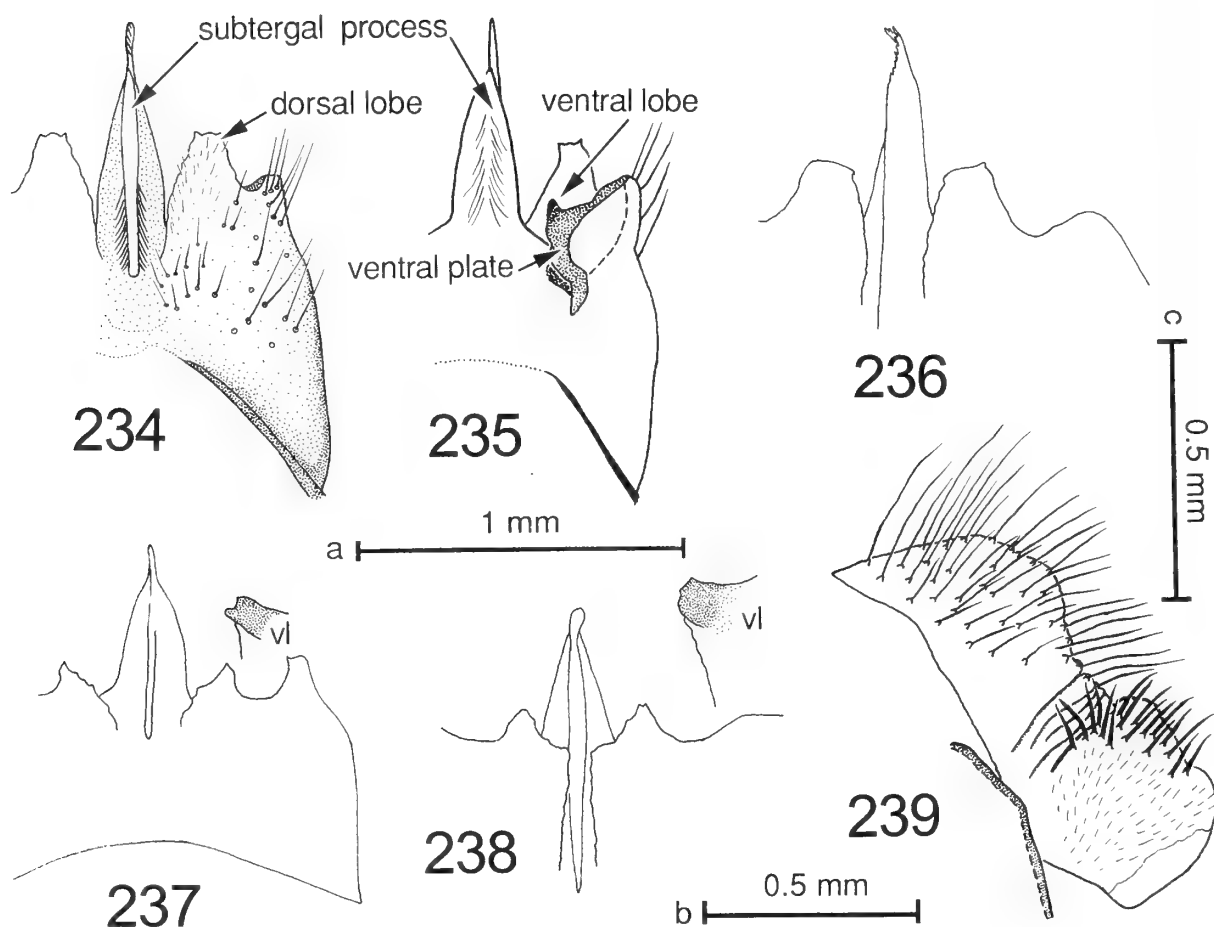 subtergal process
dorsal lobe
ventral lobe
ventral plate
234
235
236
c
0.5 mm
1 mm
a
vl
vl
237
238
239
0.5 mm
b